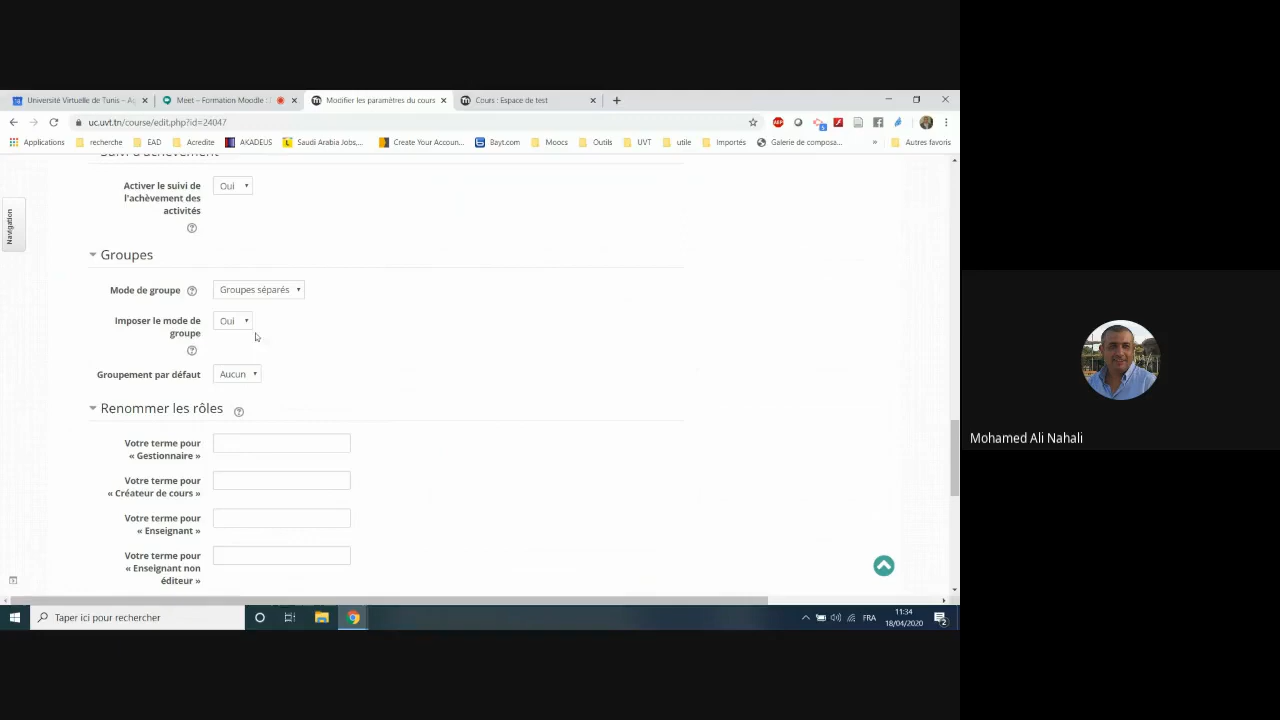 Université Virtuelle de Tunis – Ag
Meet – Formation Moodle
Modifier les paramètres du cours
Cours : Espace de test
uc.uvt.tn/course/edit.php?id=24047
Applications
recherche
EAD
Acredite
AKADEUS
Saudi Arabia Jobs,...
Create Your Accoun...
Bayt.com
Moocs
Outils
UVT
utile
Importés
Galerie de composa...
»
Autres favoris
Navigation
Suivi d'achèvement
Activer le suivi de
l'achèvement des
activités
Oui
Groupes
Mode de groupe
Groupes séparés
Imposer le mode de
groupe
Oui
Groupement par défaut
Aucun
Renommer les rôles
Votre terme pour
« Gestionnaire »
Votre terme pour
« Créateur de cours »
Votre terme pour
« Enseignant »
Votre terme pour
« Enseignant non
éditeur »
Taper ici pour rechercher
FRA
11:34
18/04/2020
2
Mohamed Ali Nahali